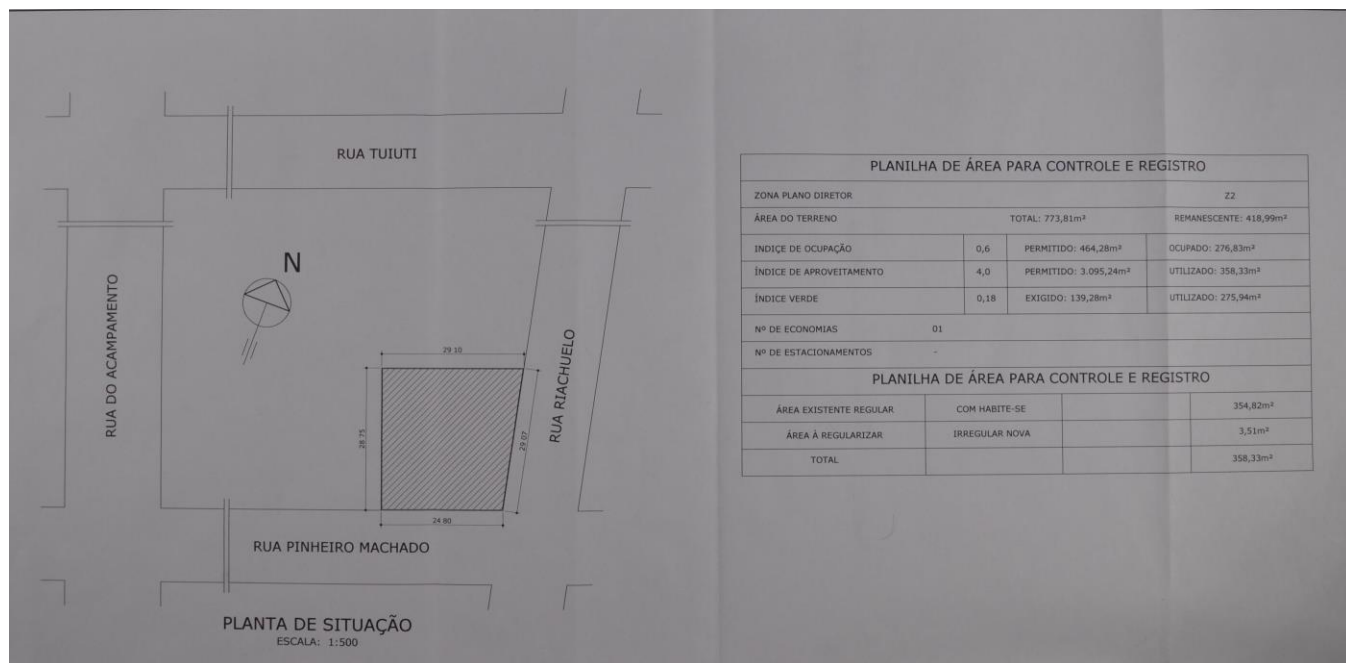 RUA TUIUTI
N
RUA DO ACAMPAMENTO
RUA RIACHUELO
29 10
28 75
29 07
24 80
RUA PINHEIRO MACHADO
PLANTA DE SITUAÇÃO
ESCALA: 1:500
PLANILHA DE ÁREA PARA CONTROLE E REGISTRO
ZONA PLANO DIRETOR Z2
ÁREA DO TERRENO TOTAL: 773,81m² REMANESCENTE: 418,99m²
INDIÇE DE OCUPAÇÃO 0,6 PERMITIDO: 464,28m² OCUPADO: 276,83m²
ÍNDICE DE APROVEITAMENTO 4,0 PERMITIDO: 3.095,24m² UTILIZADO: 358,33m²
ÍNDICE VERDE 0,18 EXIGIDO: 139,28m² UTILIZADO: 275,94m²
Nº DE ECONOMIAS 01
Nº DE ESTACIONAMENTOS -
PLANILHA DE ÁREA PARA CONTROLE E REGISTRO
ÁREA EXISTENTE REGULAR COM HABITE-SE 354,82m²
ÁREA À REGULARIZAR IRREGULAR NOVA 3,51m²
TOTAL 358,33m²